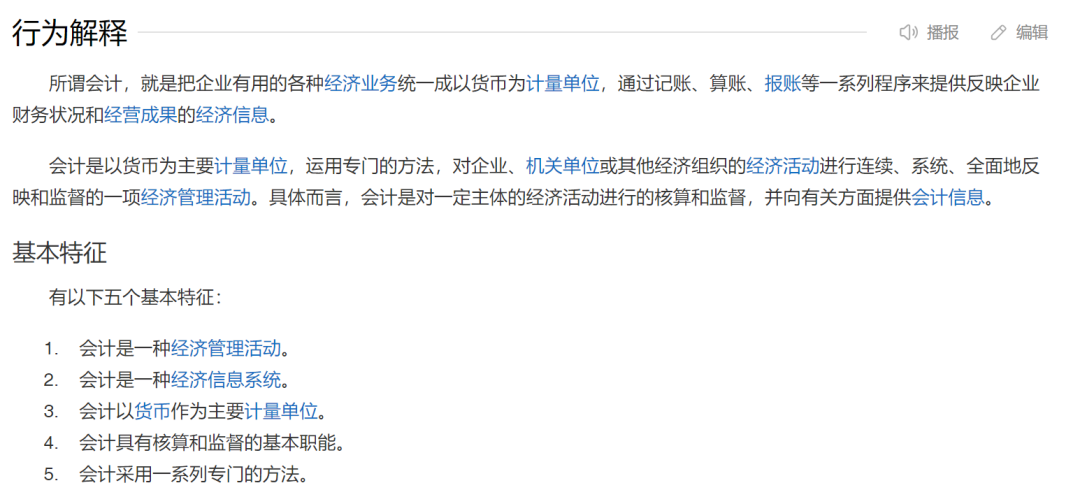 行为解释
播报
编辑
所谓会计，就是把企业有用的各种经济业务统一成以货币为计量单位，通过记账、算账、报账等一系列程序来提供反映企业
财务状况和经营成果的经济信息。
会计是以货币为主要计量单位，运用专门的方法，对企业、机关单位或其他经济组织的经济活动进行连续、系统、全面地反
映和监督的一项经济管理活动。具体而言，会计是对一定主体的经济活动进行的核算和监督，并向有关方面提供会计信息。
基本特征
有以下五个基本特征：
1. 会计是一种经济管理活动。
2. 会计是一种经济信息系统。
3. 会计以货币作为主要计量单位。
4. 会计具有核算和监督的基本职能。
5. 会计采用一系列专门的方法。